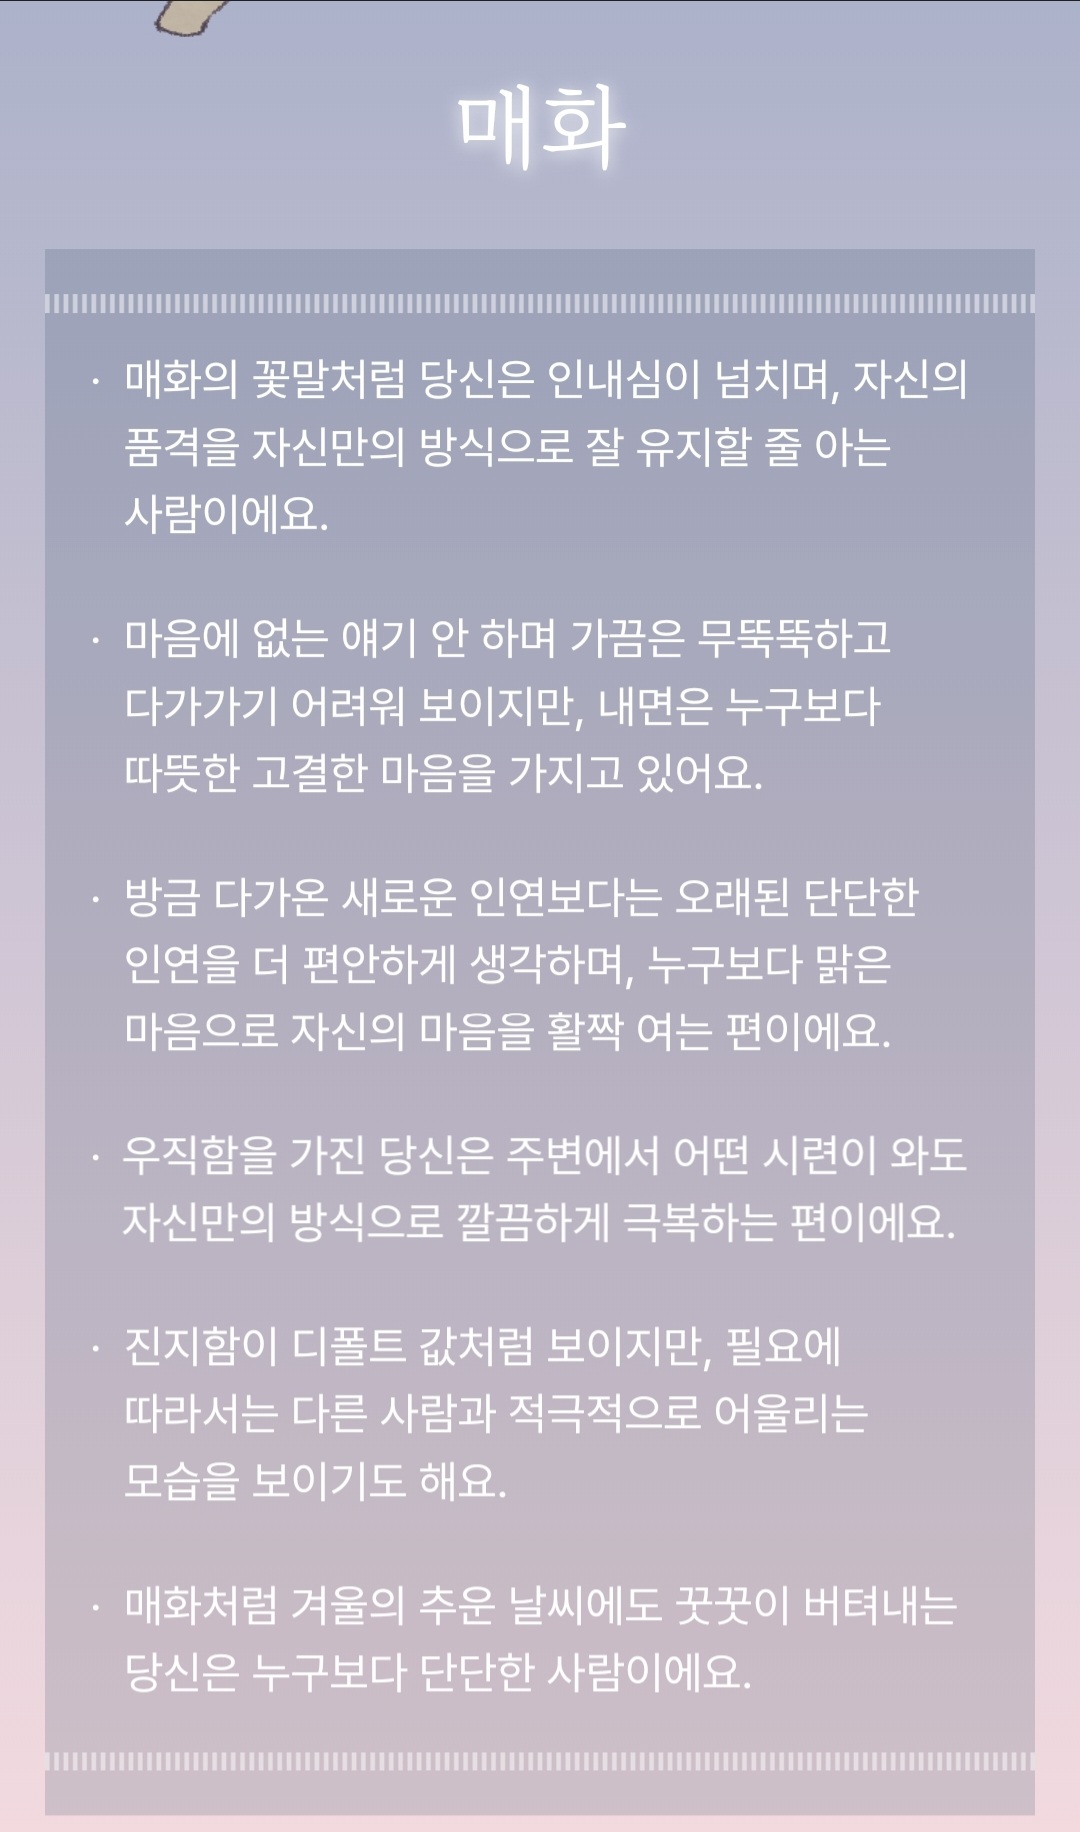 매화
· 매화의 꽃말처럼 당신은 인내심이 넘치며, 자신의
품격을 자신만의 방식으로 잘 유지할 줄 아는
사람이에요.
· 마음에 없는 얘기 안 하며 가끔은 무뚝뚝하고
다가가기 어려워 보이지만, 내면은 누구보다
따뜻한 고결한 마음을 가지고 있어요.
· 방금 다가온 새로운 인연보다는 오래된 단단한
인연을 더 편안하게 생각하며, 누구보다 맑은
마음으로 자신의 마음을 활짝 여는 편이에요.
· 우직함을 가진 당신은 주변에서 어떤 시련이 와도
자신만의 방식으로 깔끔하게 극복하는 편이에요.
· 진지함이 디폴트 값처럼 보이지만, 필요에
따라서는 다른 사람과 적극적으로 어울리는
모습을 보이기도 해요.
· 매화처럼 겨울의 추운 날씨에도 꿋꿋이 버텨내는
당신은 누구보다 단단한 사람이에요.